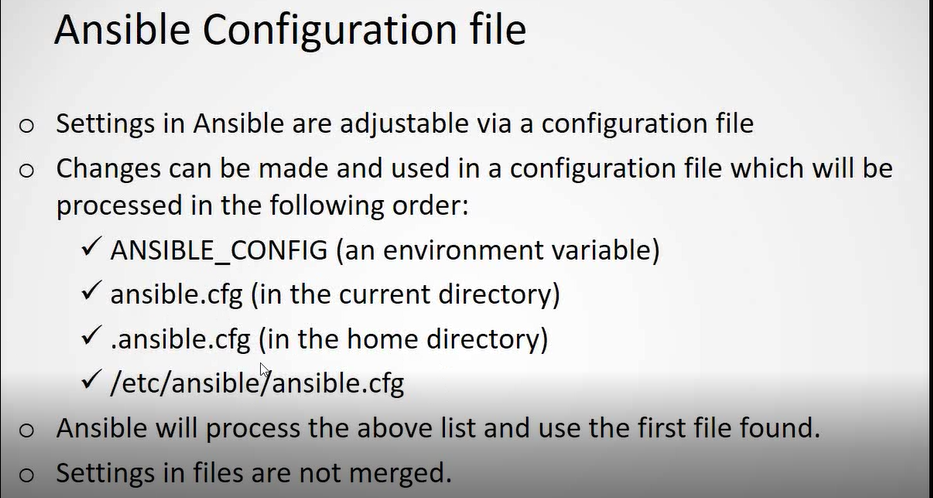 Ansible Configuration file
○ Settings in Ansible are adjustable via a configuration file
○ Changes can be made and used in a configuration file which will be
processed in the following order:
✓ ANSIBLE_CONFIG (an environment variable)
✓ ansible.cfg (in the current directory)
✓ .ansible.cfg (in the home directory)
✓ /etc/ansible/ansible.cfg
○ Ansible will process the above list and use the first file found.
○ Settings in files are not merged.